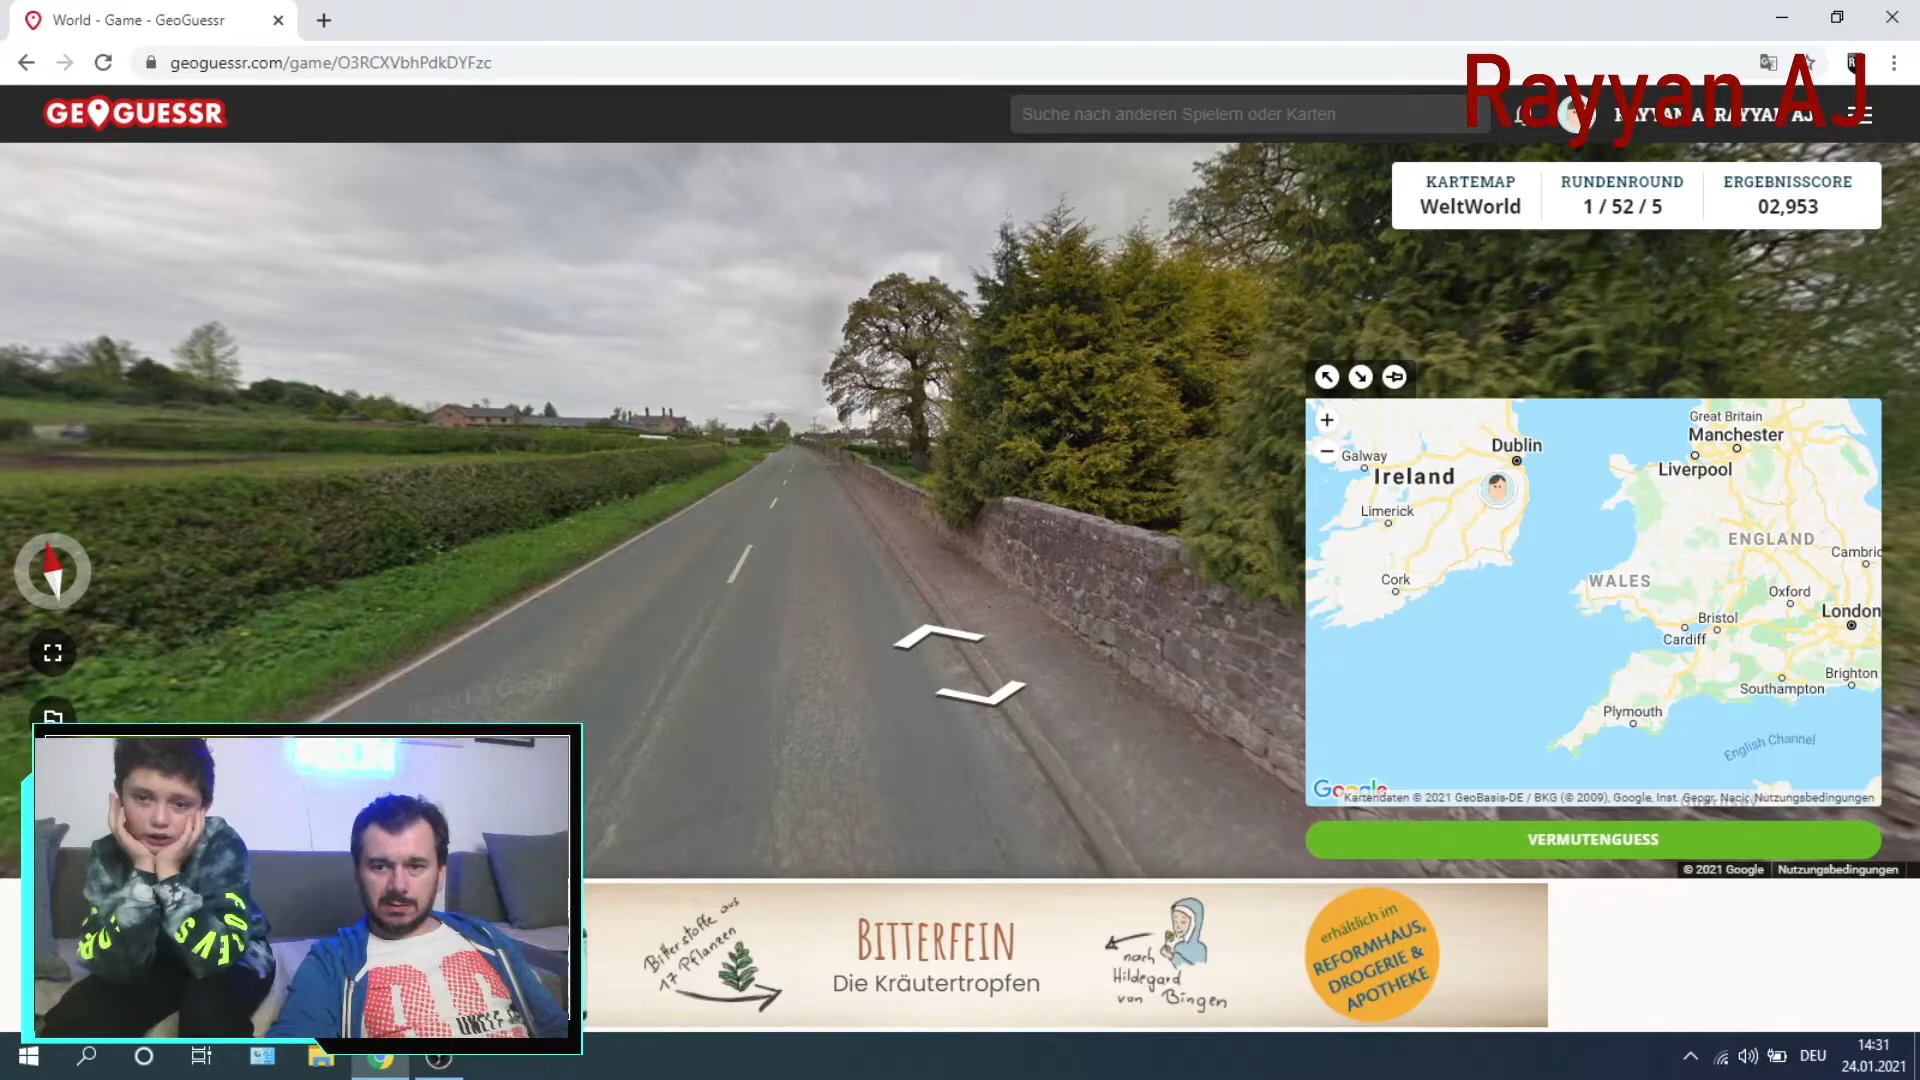 World - Game - GeoGuessr
geoguessr.com/game/O3RCXVbhPdkDYFzc
Rayyan AJ
GEOGUESSR
Suche nach anderen Spielern oder Karten
KARTEMAP
WeltWorld
RUNDENROUND
1 / 52 / 5
ERGEBNISSCORE
02,953
Great Britain
Manchester
Dublin
Galway
Liverpool
Ireland
Limerick
ENGLAND
Cambric
Cork
WALES
Oxford
London
Bristol
Cardiff
Brighton
Southampton
Plymouth
English Channel
Google
Kartendaten © 2021 GeoBasis-DE / BKG (© 2009), Google, Inst. Geogr. Nacic Nutzungsbedingungen
VERMUTENGUESS
© 2021 Google
Nutzungsbedingungen
Bitterstoffe aus
17 Pflanzen
BITTERFEIN
Die Kräutertropfen
nach
Hildegard
von Bingen
erhältlich im
REFORMHAUS,
DROGERIE &
APOTHEKE
DEU
14:31
24.01.2021